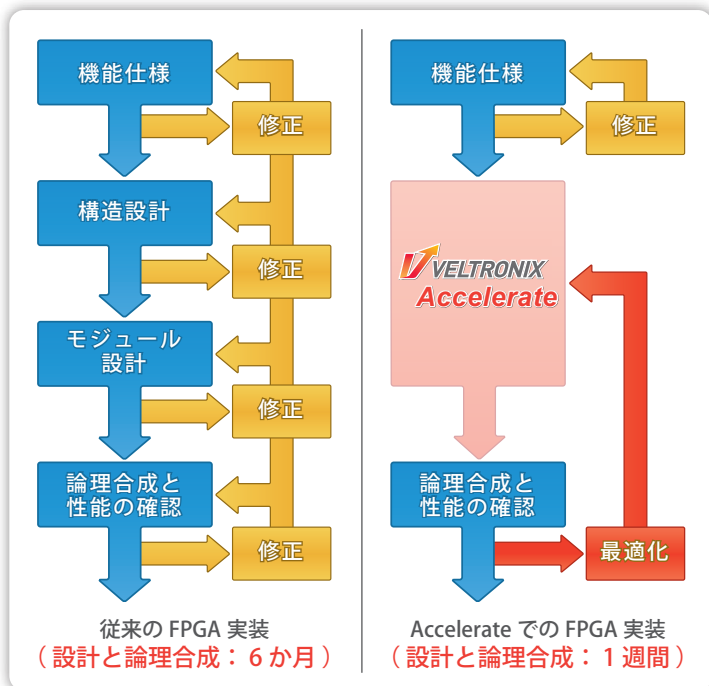 機能仕様
修正
構造設計
修正
モジュール
設計
修正
論理合成と
性能の確認
修正
従来の FPGA 実装
( 設計と論理合成： 6 か月 )
機能仕様
修正
VELTRONIX
Accelerate
論理合成と
性能の確認
最適化
Accelerate での FPGA 実装
( 設計と論理合成： 1 週間 )